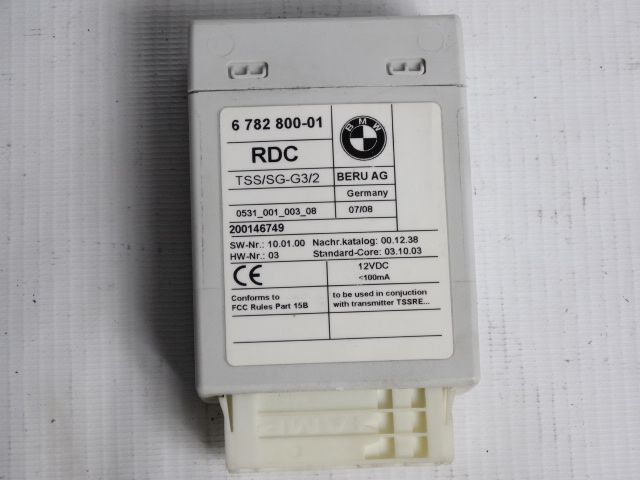 6 782 800-01
BMW
RDC
TSS/SG-G3/2
BERU AG
Germany
0531_001_003_08
07/08
200146749
SW-Nr.: 10.01.00 Nachr.katalog: 00.12.38
HW-Nr.: 03 Standard-Core: 03.10.03
CE
12VDC
<100mA
Conforms to
FCC Rules Part 15B
to be used in conjuction
with transmitter TSSRE...